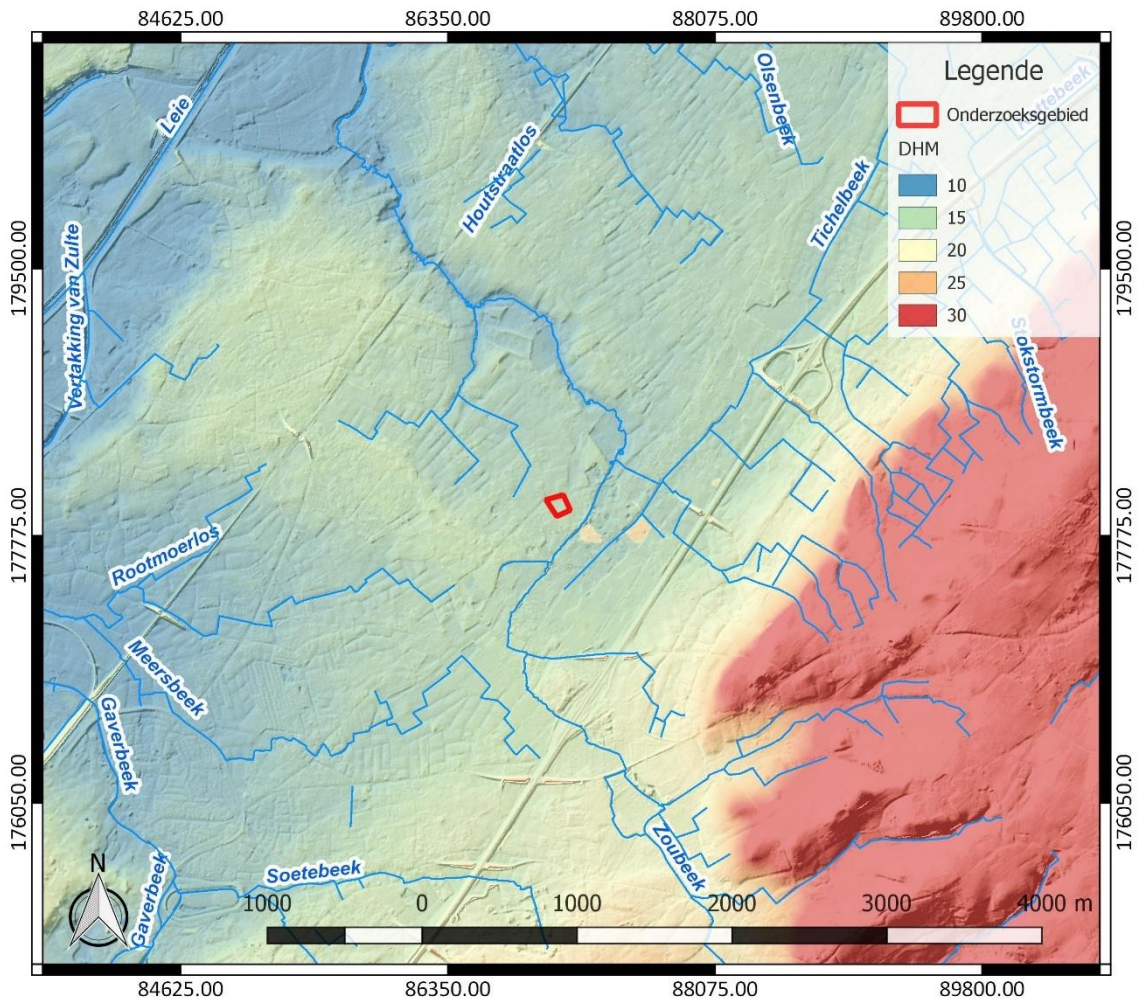 84625.00 86350.00 88075.00 89800.00
Legende
Onderzoeksgebied
DHM
10
15
20
25
30
Leie
Olsenbeek
Houtstraatlos
Tichelbeek
179500.00
179500.00
Vertakking van Zulte
Stokstormbeek
177775.00
177775.00
Rootmoerlos
Meersbeek
Gaverbeek
176050.00
176050.00
Zoubeek
Soetebeek
Gaverbeek
N
1000 0 1000 2000 3000 4000 m
84625.00 86350.00 88075.00 89800.00